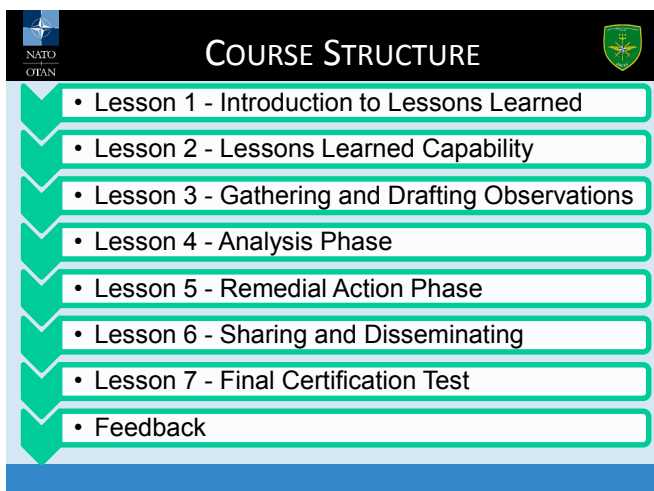 NATO
OTAN
COURSE STRUCTURE
• Lesson 1 - Introduction to Lessons Learned
• Lesson 2 - Lessons Learned Capability
• Lesson 3 - Gathering and Drafting Observations
• Lesson 4 - Analysis Phase
• Lesson 5 - Remedial Action Phase
• Lesson 6 - Sharing and Disseminating
• Lesson 7 - Final Certification Test
• Feedback